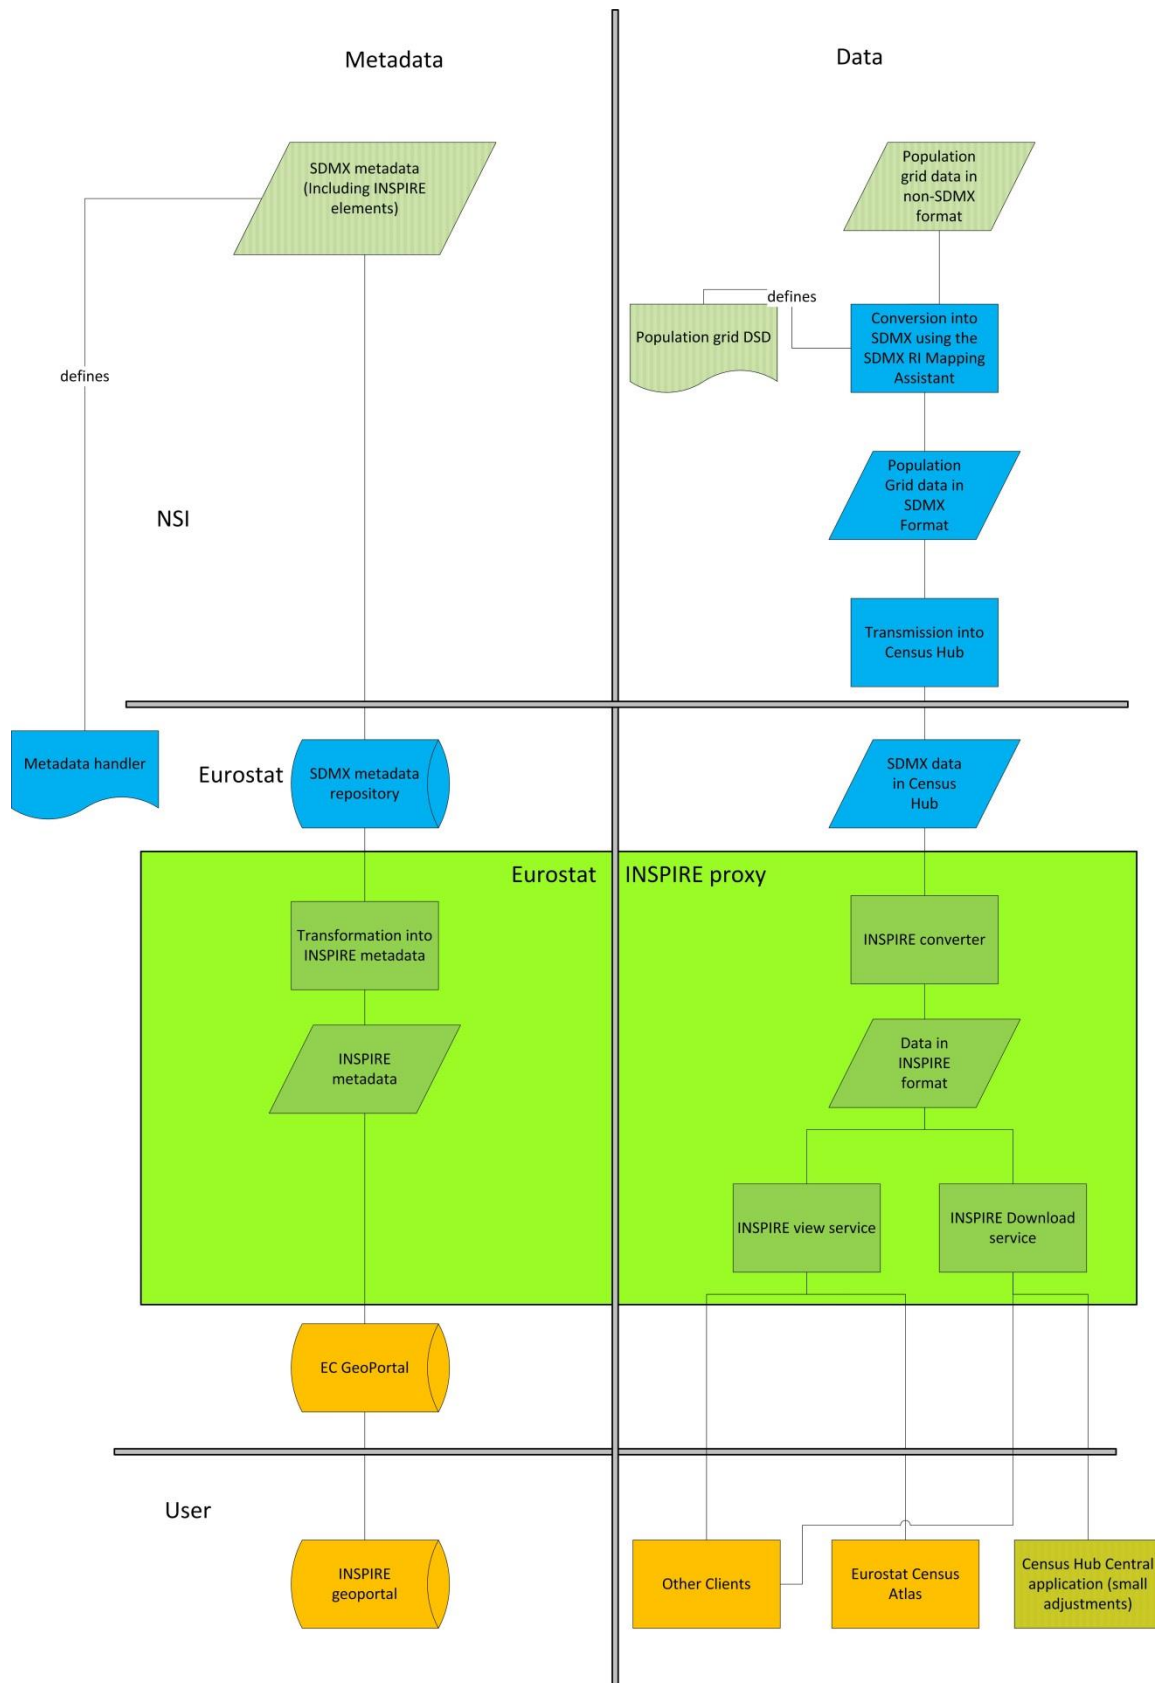 Metadata
Data
SDMX metadata
(Including INSPIRE
elements)
Population
grid data in
non-SDMX
format
defines
Population grid DSD
Conversion into
SDMX using the
SDMX RI Mapping
Assistant
defines
Population
Grid data in
SDMX
Format
NSI
Transmission into
Census Hub
Metadata handler
Eurostat
SDMX metadata
repository
SDMX data
in Census
Hub
Eurostat
INSPIRE proxy
Transformation into
INSPIRE metadata
INSPIRE converter
INSPIRE
metadata
Data in
INSPIRE
format
INSPIRE view service
INSPIRE Download
service
EC GeoPortal
User
INSPIRE
geoportal
Other Clients
Eurostat Census
Atlas
Census Hub Central
application (small
adjustments)